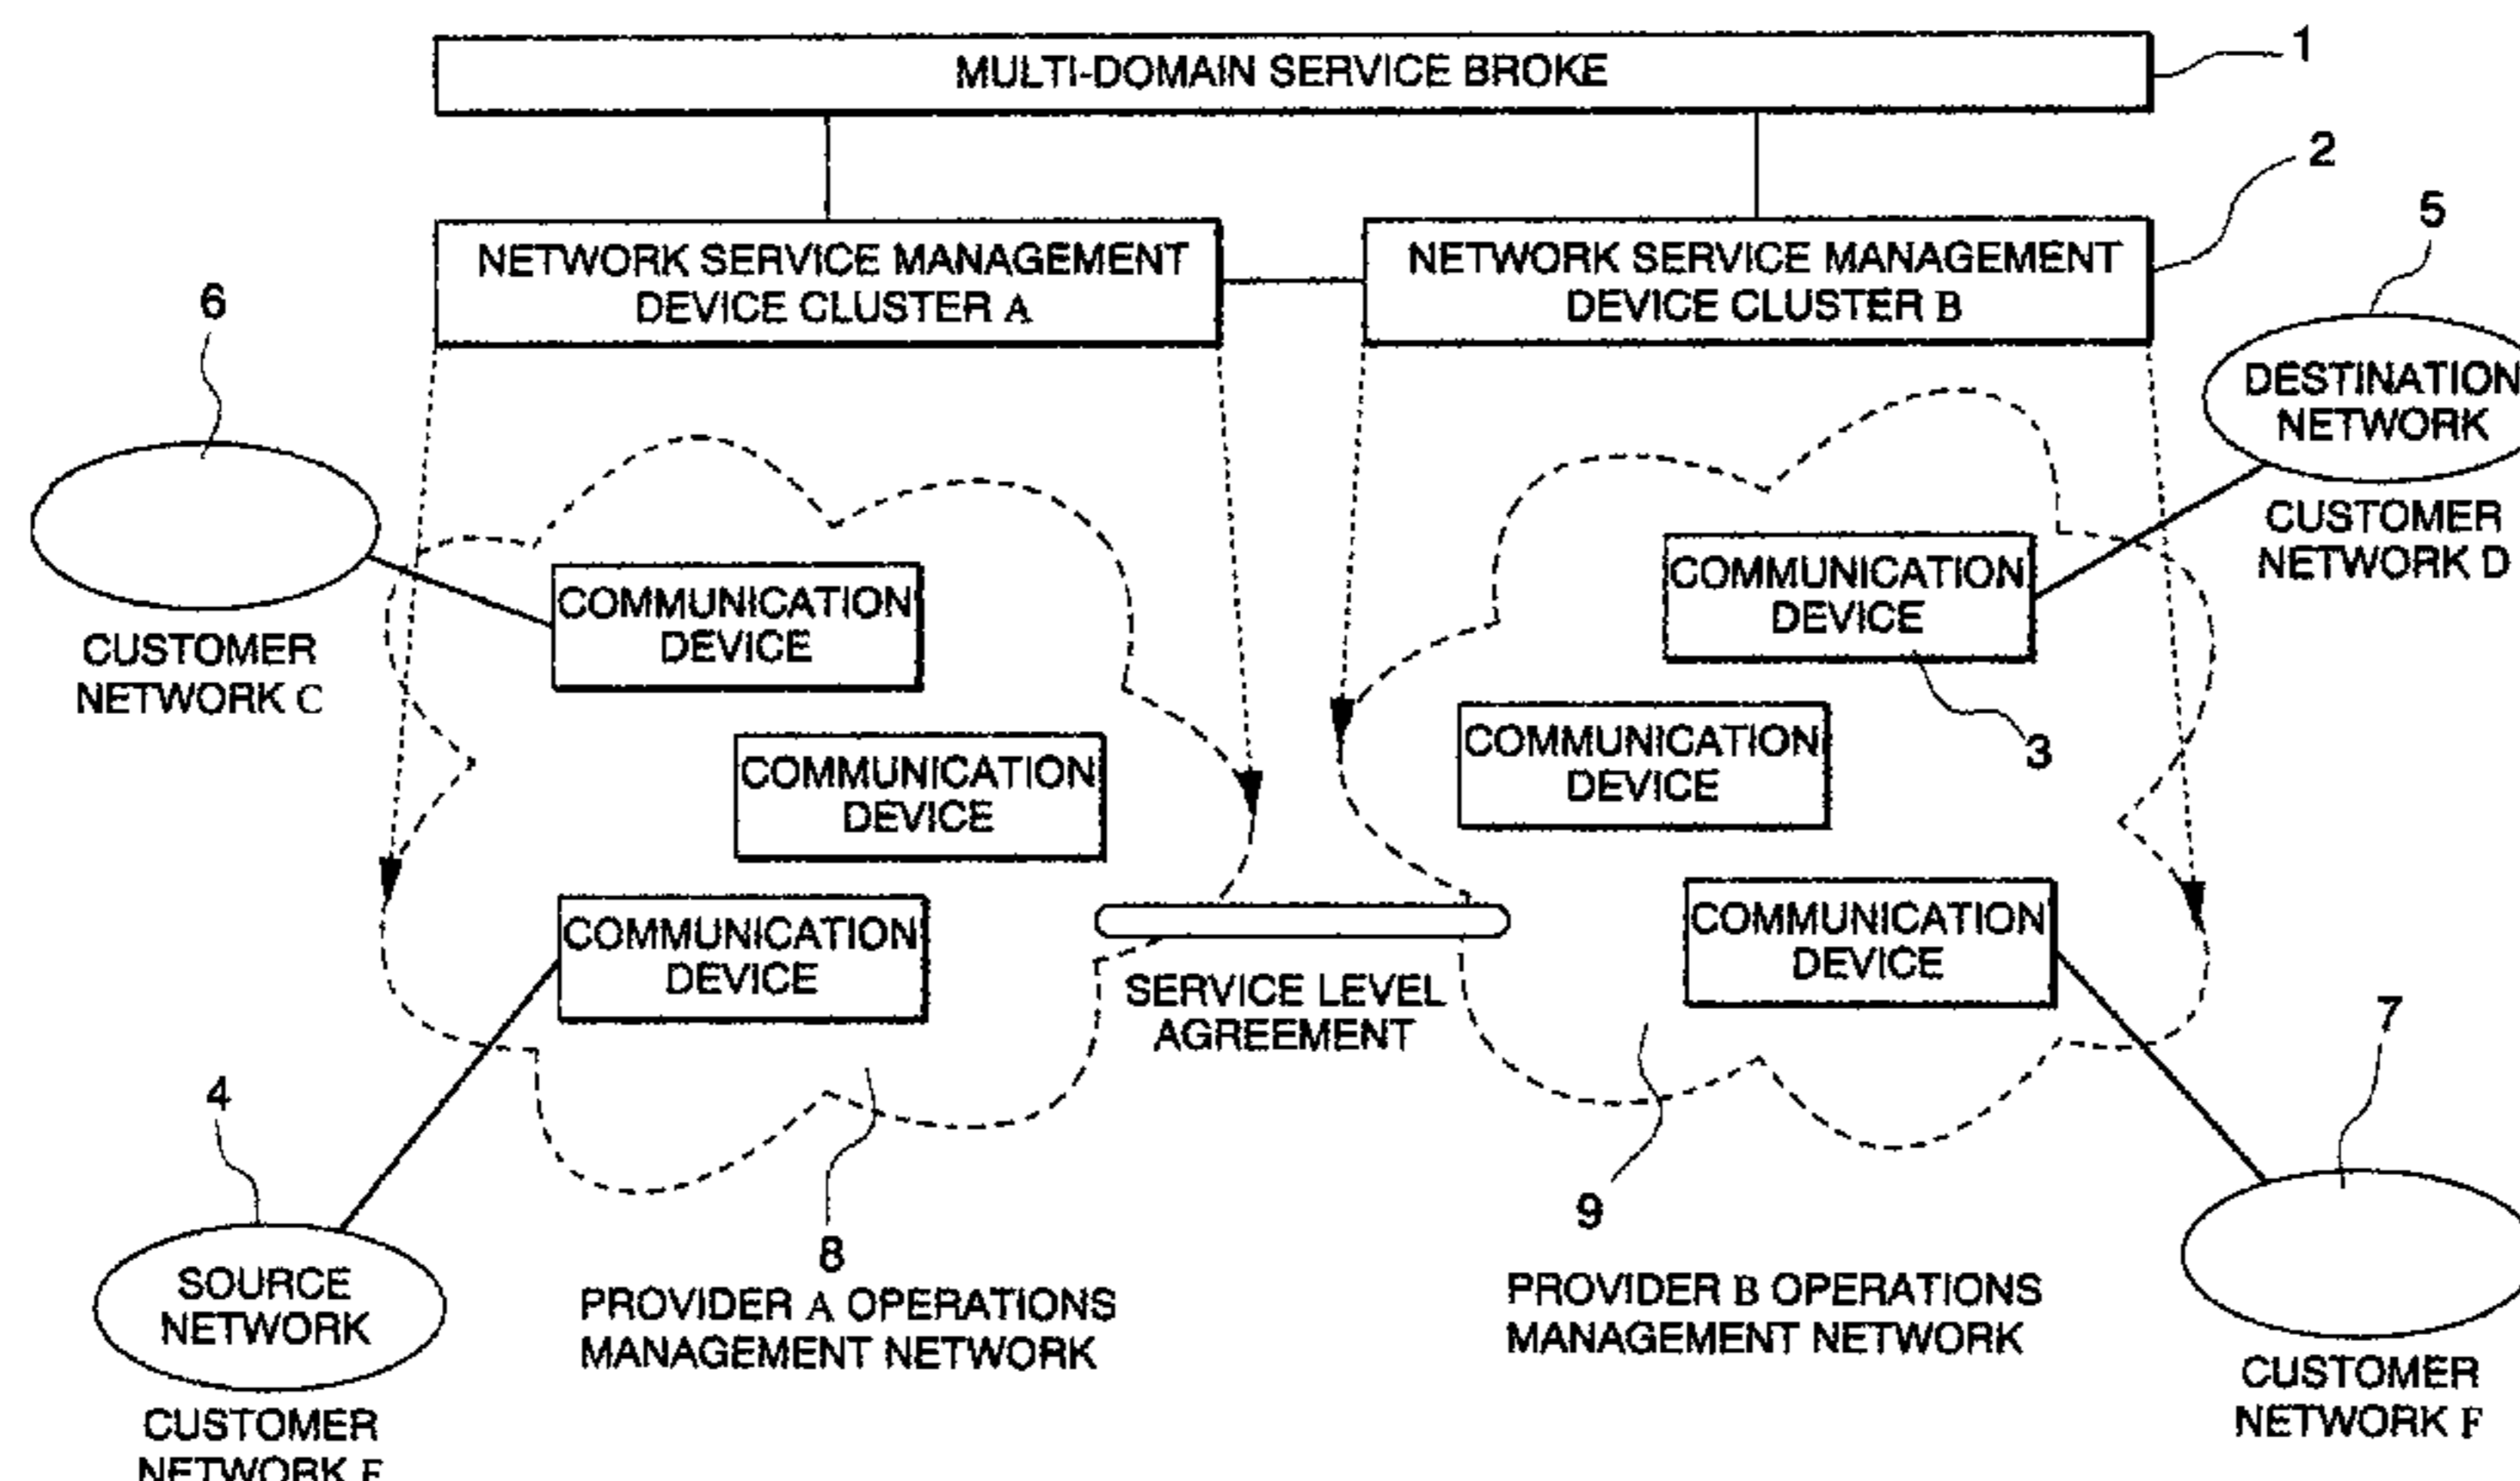 MULTI-DOMAIN SERVICE BROKE
1
2
NETWORK SERVICE MANAGEMENT
DEVICE CLUSTER A
NETWORK SERVICE MANAGEMENT
DEVICE CLUSTER B
5
6
DESTINATION
NETWORK
CUSTOMER
NETWORK D
COMMUNICATION
DEVICE
COMMUNICATION
DEVICE
CUSTOMER
NETWORK C
3
COMMUNICATION
DEVICE
COMMUNICATION
DEVICE
COMMUNICATION
DEVICE
COMMUNICATION
DEVICE
SERVICE LEVEL
AGREEMENT
7
4
9
8
SOURCE
NETWORK
PROVIDER A OPERATIONS
MANAGEMENT NETWORK
PROVIDER B OPERATIONS
MANAGEMENT NETWORK
CUSTOMER
NETWORK F
CUSTOMER
NETWORK E